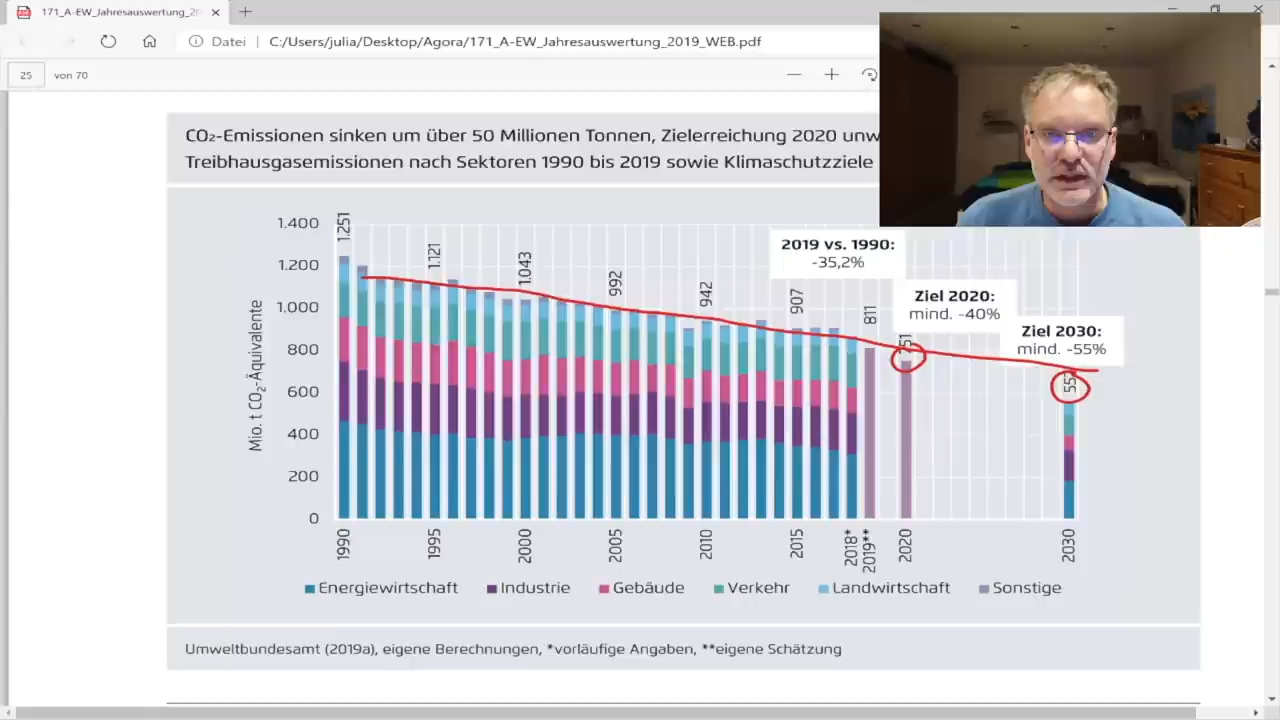 171_A-EW_Jahresauswertung_2
Datei
C:/Users/julia/Desktop/Agora/171_A-EW_Jahresauswertung_2019_WEB.pdf
25 von 70
CO₂-Emissionen sinken um über 50 Millionen Tonnen, Zielerreichung 2020 unw
Treibhausgasemissionen nach Sektoren 1990 bis 2019 sowie Klimaschutzziele
Mio. t CO₂-Äquivalente
1.400
1.200
1.000
800
600
400
200
0
1.251
1.121
1.043
992
942
907
811
2019 vs. 1990:
-35,2%
Ziel 2020:
mind. -40%
Ziel 2030:
mind. -55%
1990
1995
2000
2005
2010
2015
2018*
2019**
2020
2030
Energiewirtschaft Industrie Gebäude Verkehr Landwirtschaft Sonstige
Umweltbundesamt (2019a), eigene Berechnungen, *vorläufige Angaben, **eigene Schätzung